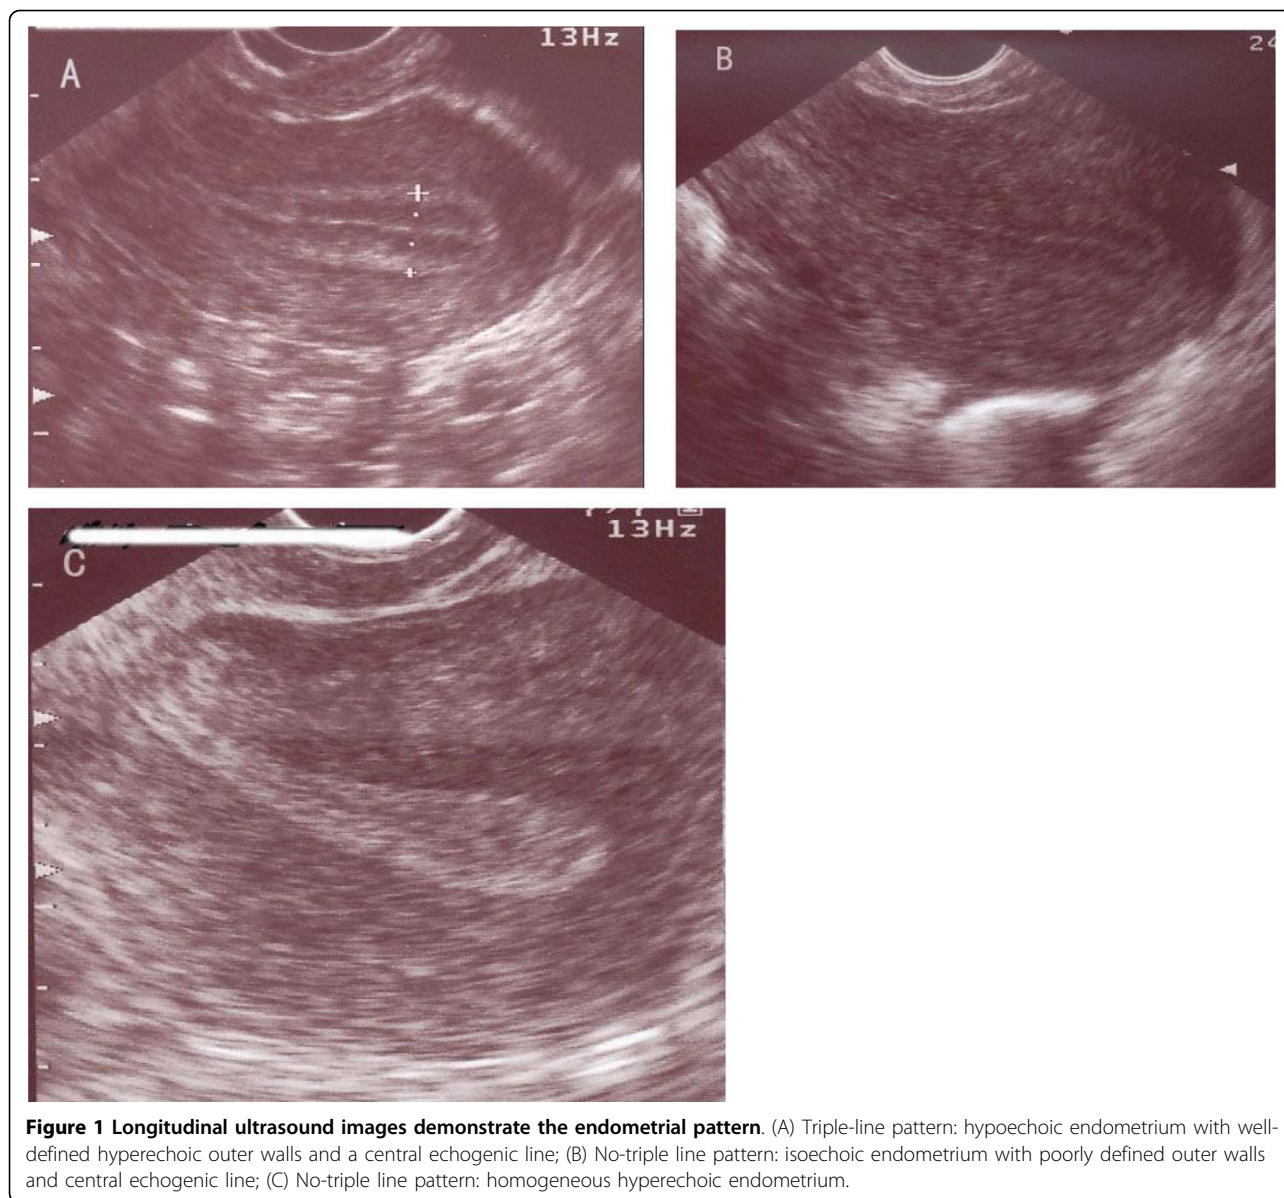 A
13Hz
B
24
C
13Hz
Figure 1 Longitudinal ultrasound images demonstrate the endometrial pattern. (A) Triple-line pattern: hypoechoic endometrium with well-
defined hyperechoic outer walls and a central echogenic line; (B) No-triple line pattern: isoechoic endometrium with poorly defined outer walls
and central echogenic line; (C) No-triple line pattern: homogeneous hyperechoic endometrium.